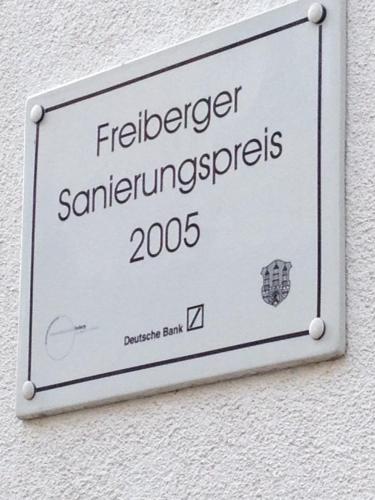 Freiberger
Sanierungspreis
2005
Deutsche Bank